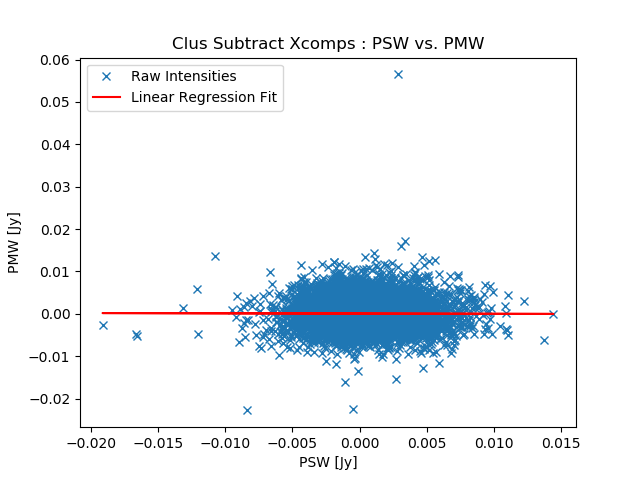 Clus Subtract Xcomps : PSW vs. PMW
Raw Intensities
Linear Regression Fit
PMW [Jy]
0.06
0.05
0.04
0.03
0.02
0.01
0.00
−0.01
−0.02
−0.020 −0.015 −0.010 −0.005 0.000 0.005 0.010 0.015
PSW [Jy]